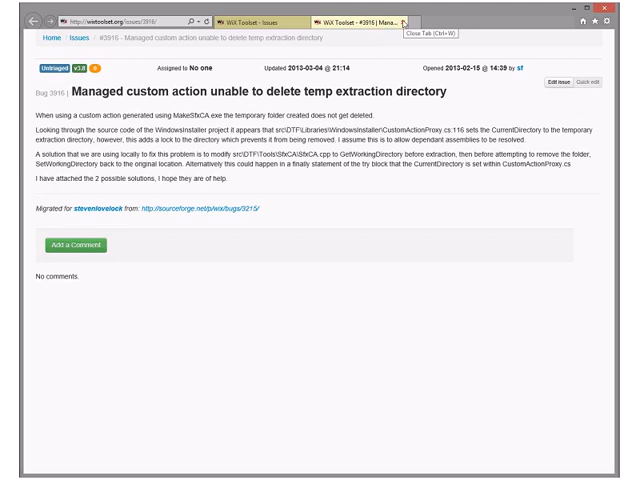 http://wixtoolset.org/issues/3916/
WiX Toolset - Issues
WiX Toolset - #3916 | Mana...
Close Tab (Ctrl+W)
Home / Issues / #3916 - Managed custom action unable to delete temp extraction directory
Untriaged v3.8 0 Assigned to No one Updated 2013-03-04 @ 21:14 Opened 2013-02-15 @ 14:39 by sf
Edit issue Quick edit
Bug 3916 | Managed custom action unable to delete temp extraction directory
When using a custom action generated using MakeSfxCA.exe the temporary folder created does not get deleted.
Looking through the source code of the WindowsInstaller project it appears that src\DTF\Libraries\WindowsInstaller\CustomActionProxy.cs:116 sets the CurrentDirectory to the temporary
extraction directory, however, this adds a lock to the directory which prevents it from being removed. I assume this is to allow dependant assemblies to be resolved.
A solution that we are using locally to fix this problem is to modify src\DTF\Tools\SfxCA\SfxCA.cpp to GetWorkingDirectory before extraction, then before attempting to remove the folder,
SetWorkingDirectory back to the original location. Alternatively this could happen in a finally statement of the try block that the CurrentDirectory is set within CustomActionProxy.cs
I have attached the 2 possible solutions, I hope they are of help.
Migrated for stevenlovelock from: http://sourceforge.net/p/wix/bugs/3215/
Add a Comment
No comments.